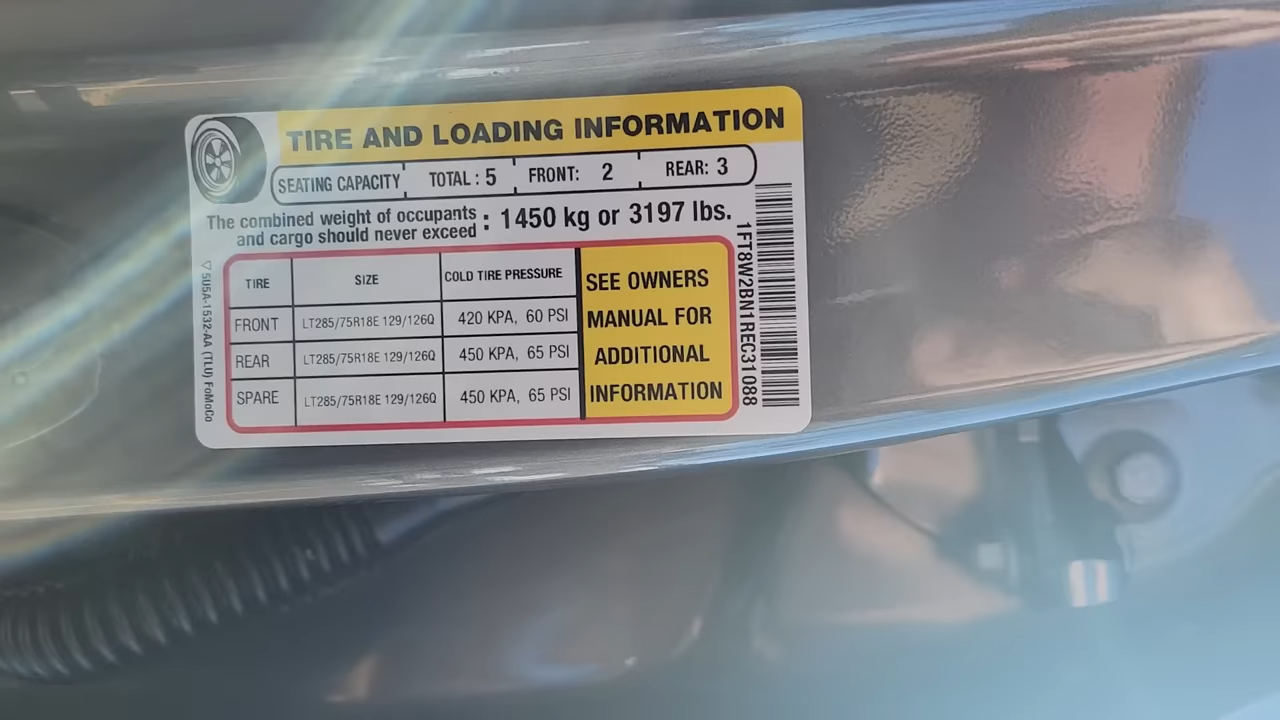 TIRE AND LOADING INFORMATION
SEATING CAPACITY TOTAL : 5 FRONT: 2 REAR: 3
The combined weight of occupants and cargo should never exceed : 1450 kg or 3197 lbs.
TIRE SIZE COLD TIRE PRESSURE
FRONT LT285/75R18E 129/126Q 420 KPA, 60 PSI
REAR LT285/75R18E 129/126Q 450 KPA, 65 PSI
SPARE LT285/75R18E 129/126Q 450 KPA, 65 PSI
SEE OWNERS
MANUAL FOR
ADDITIONAL
INFORMATION
1FT8W2BN1REC31088
5U5A-1532-AA (TLU) FoMoCo